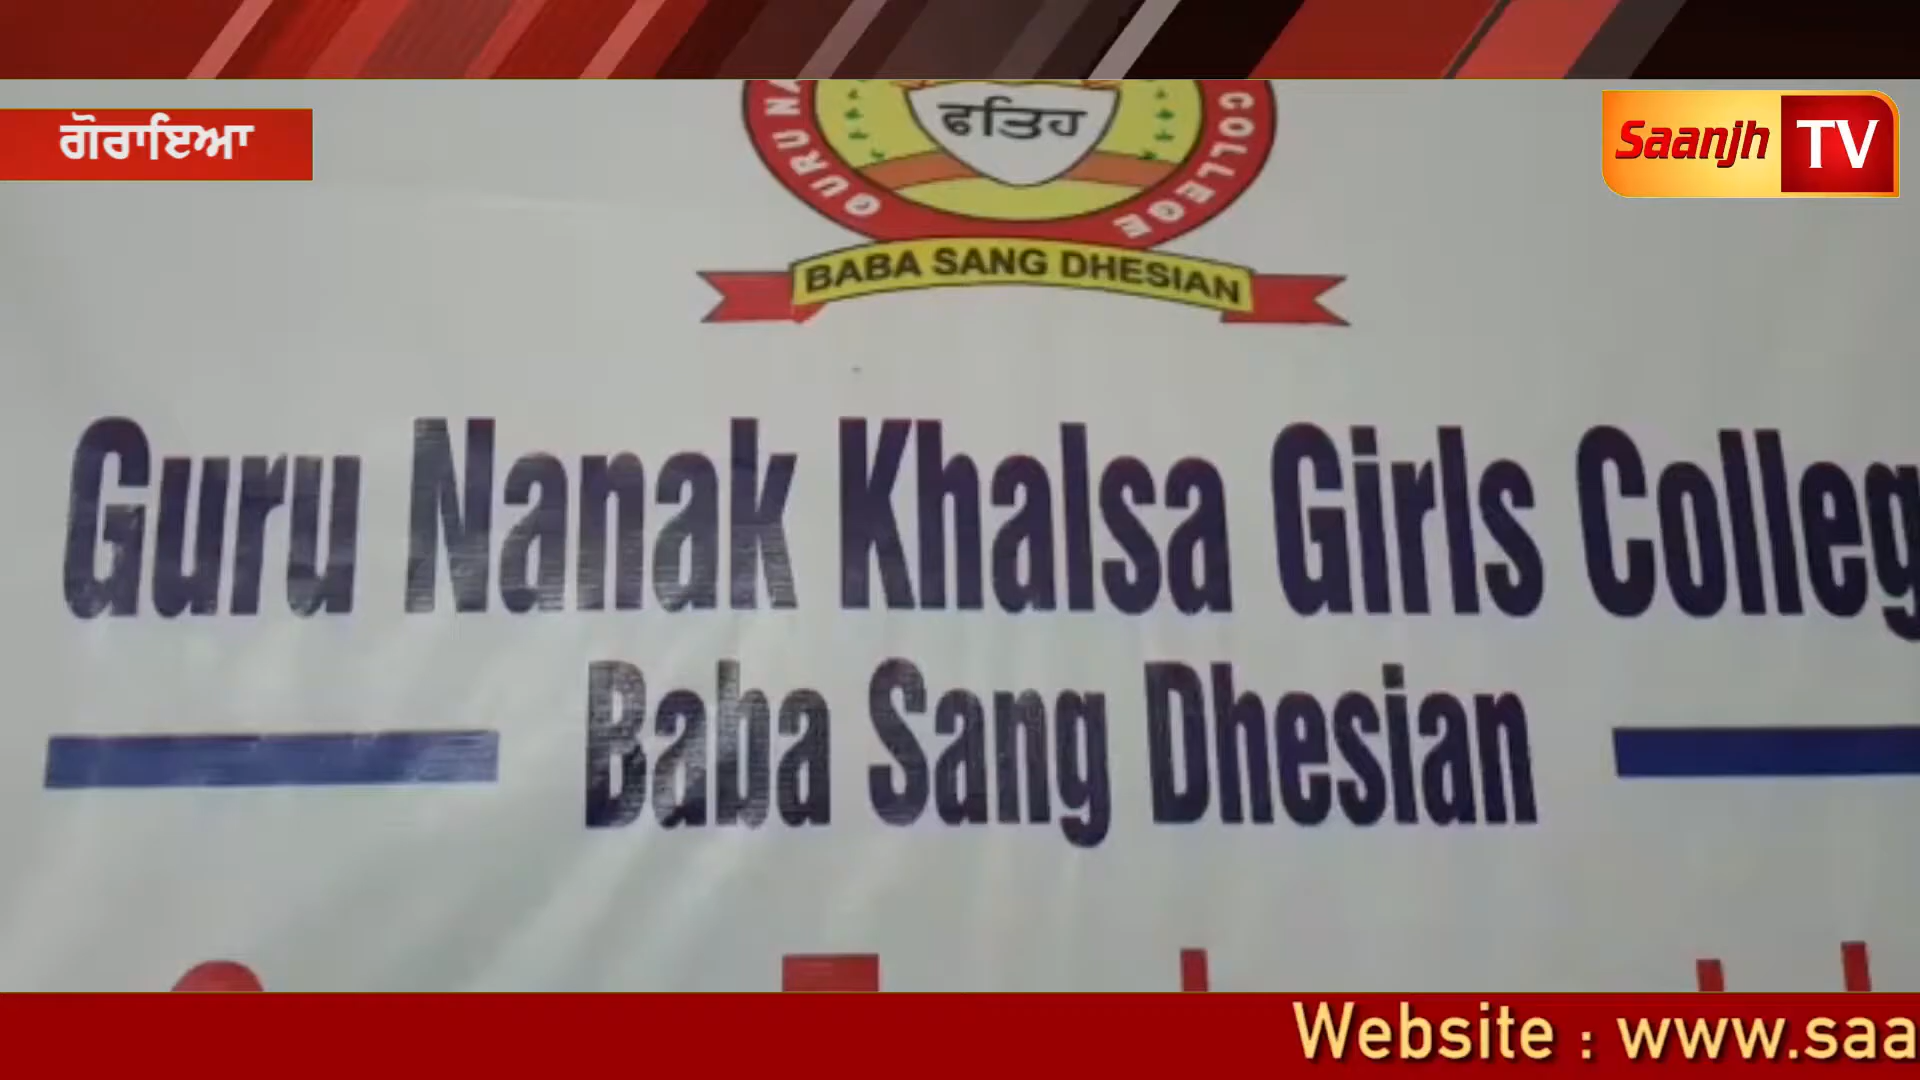 ਗੋਰਾਇਆ
Saanjh TV
ਫਤਿਹ
GURU NA
COLLEGE
BABA SANG DHESIAN
Guru Nanak Khalsa Girls Colleg
Baba Sang Dhesian
Website : www.saa